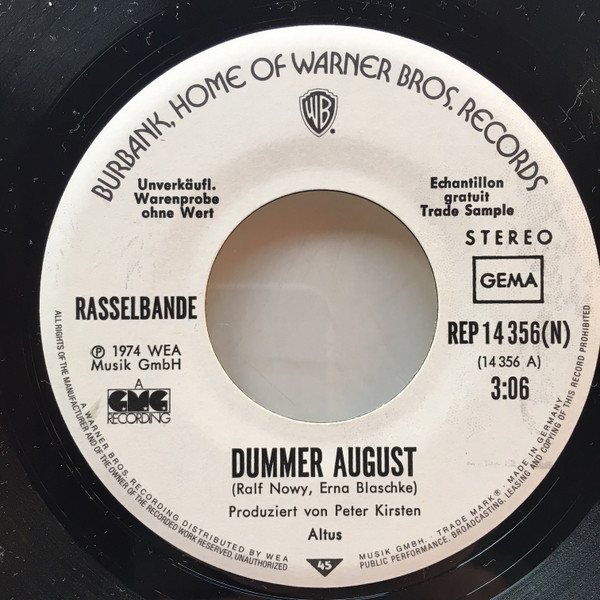 BURBANK, HOME OF WARNER BROS. RECORDS
WB
Unverkäufl.
Warenprobe
ohne Wert
Echantillon
gratuit
Trade Sample
STEREO
GEMA
RASSELBANDE
REP 14 356(N)
(14 356 A)
3:06
℗ 1974 WEA
Musik GmbH
A
GMG
RECORDING
DUMMER AUGUST
(Ralf Nowy, Erna Blaschke)
Produziert von Peter Kirsten
Altus
45
A WARNER BROS. RECORDING DISTRIBUTED BY WEA MUSIK GMBH. · TRADE MARK® · MADE IN GERMANY
ALL RIGHTS OF THE MANUFACTURER AND OF THE OWNER OF THE RECORDED WORK RESERVED, UNAUTHORIZED PUBLIC PERFORMANCE, BROADCASTING, LEASING AND COPYING OF THIS RECORD PROHIBITED